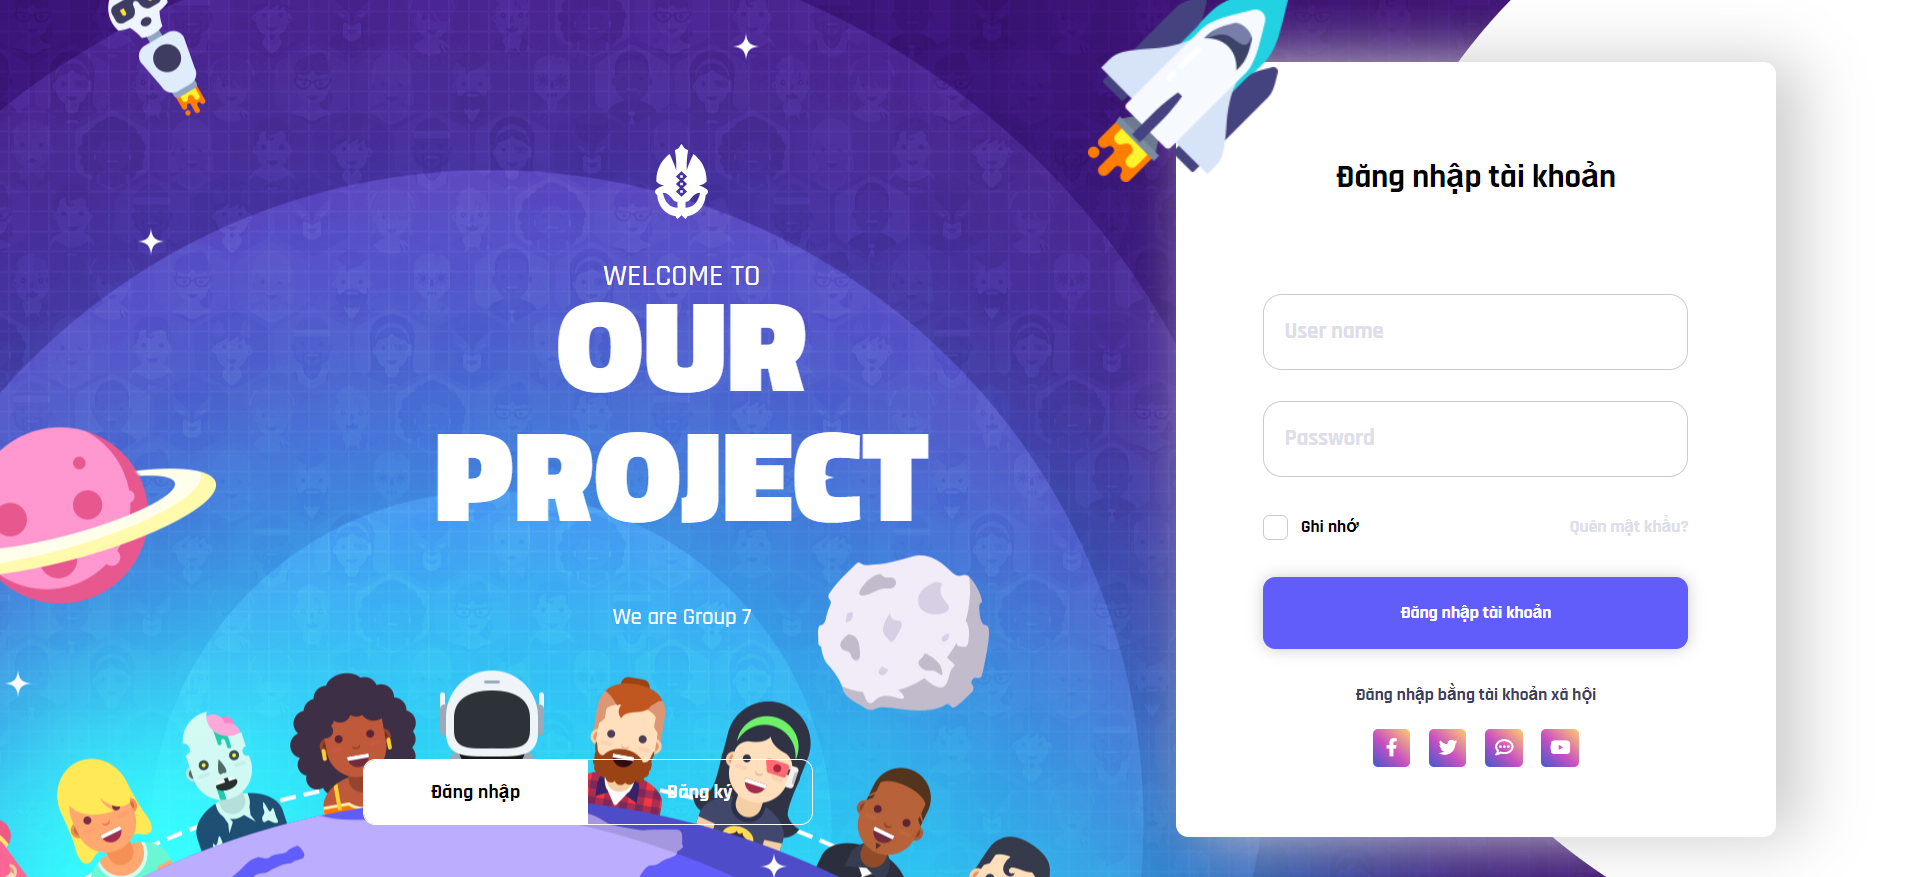 WELCOME TO
OUR
PROJECT
We are Group 7
Đăng nhập
Đăng ký
Đăng nhập tài khoản
User name
Password
Ghi nhớ
Quên mật khẩu?
Đăng nhập tài khoản
Đăng nhập bằng tài khoản xã hội